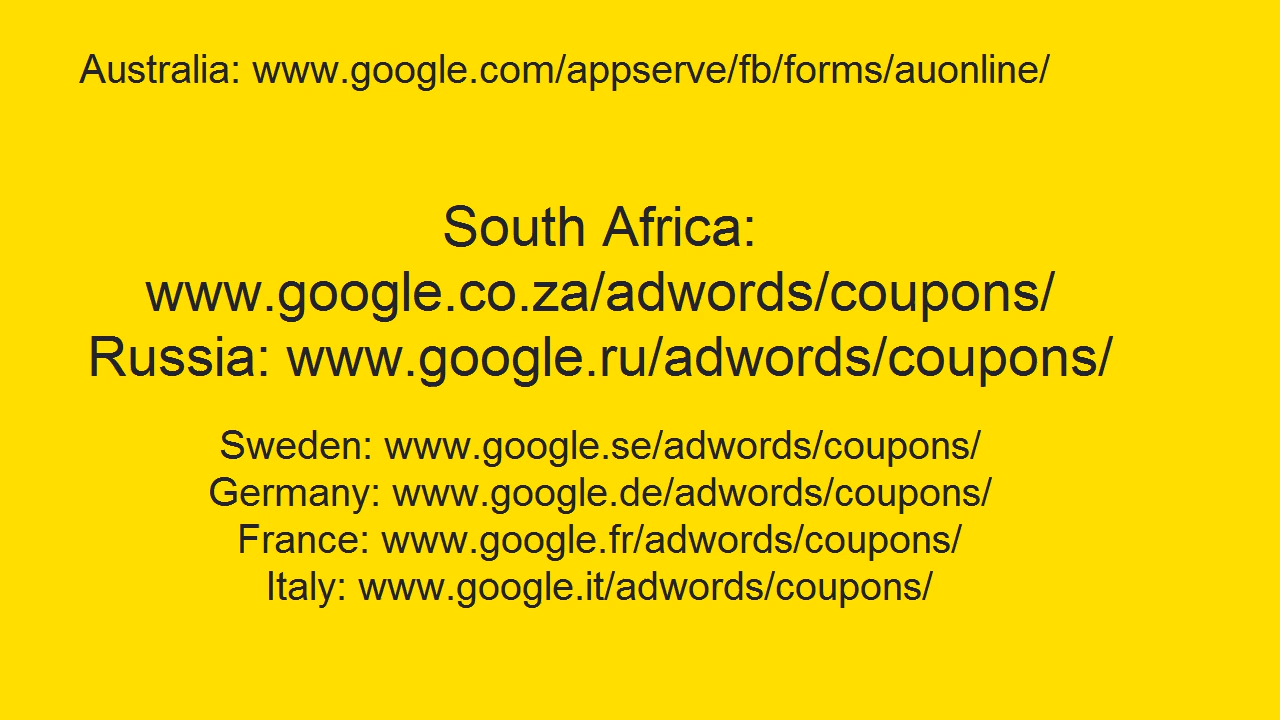 Australia: www.google.com/appserve/fb/forms/auonline/
South Africa:
www.google.co.za/adwords/coupons/
Russia: www.google.ru/adwords/coupons/
Sweden: www.google.se/adwords/coupons/
Germany: www.google.de/adwords/coupons/
France: www.google.fr/adwords/coupons/
Italy: www.google.it/adwords/coupons/